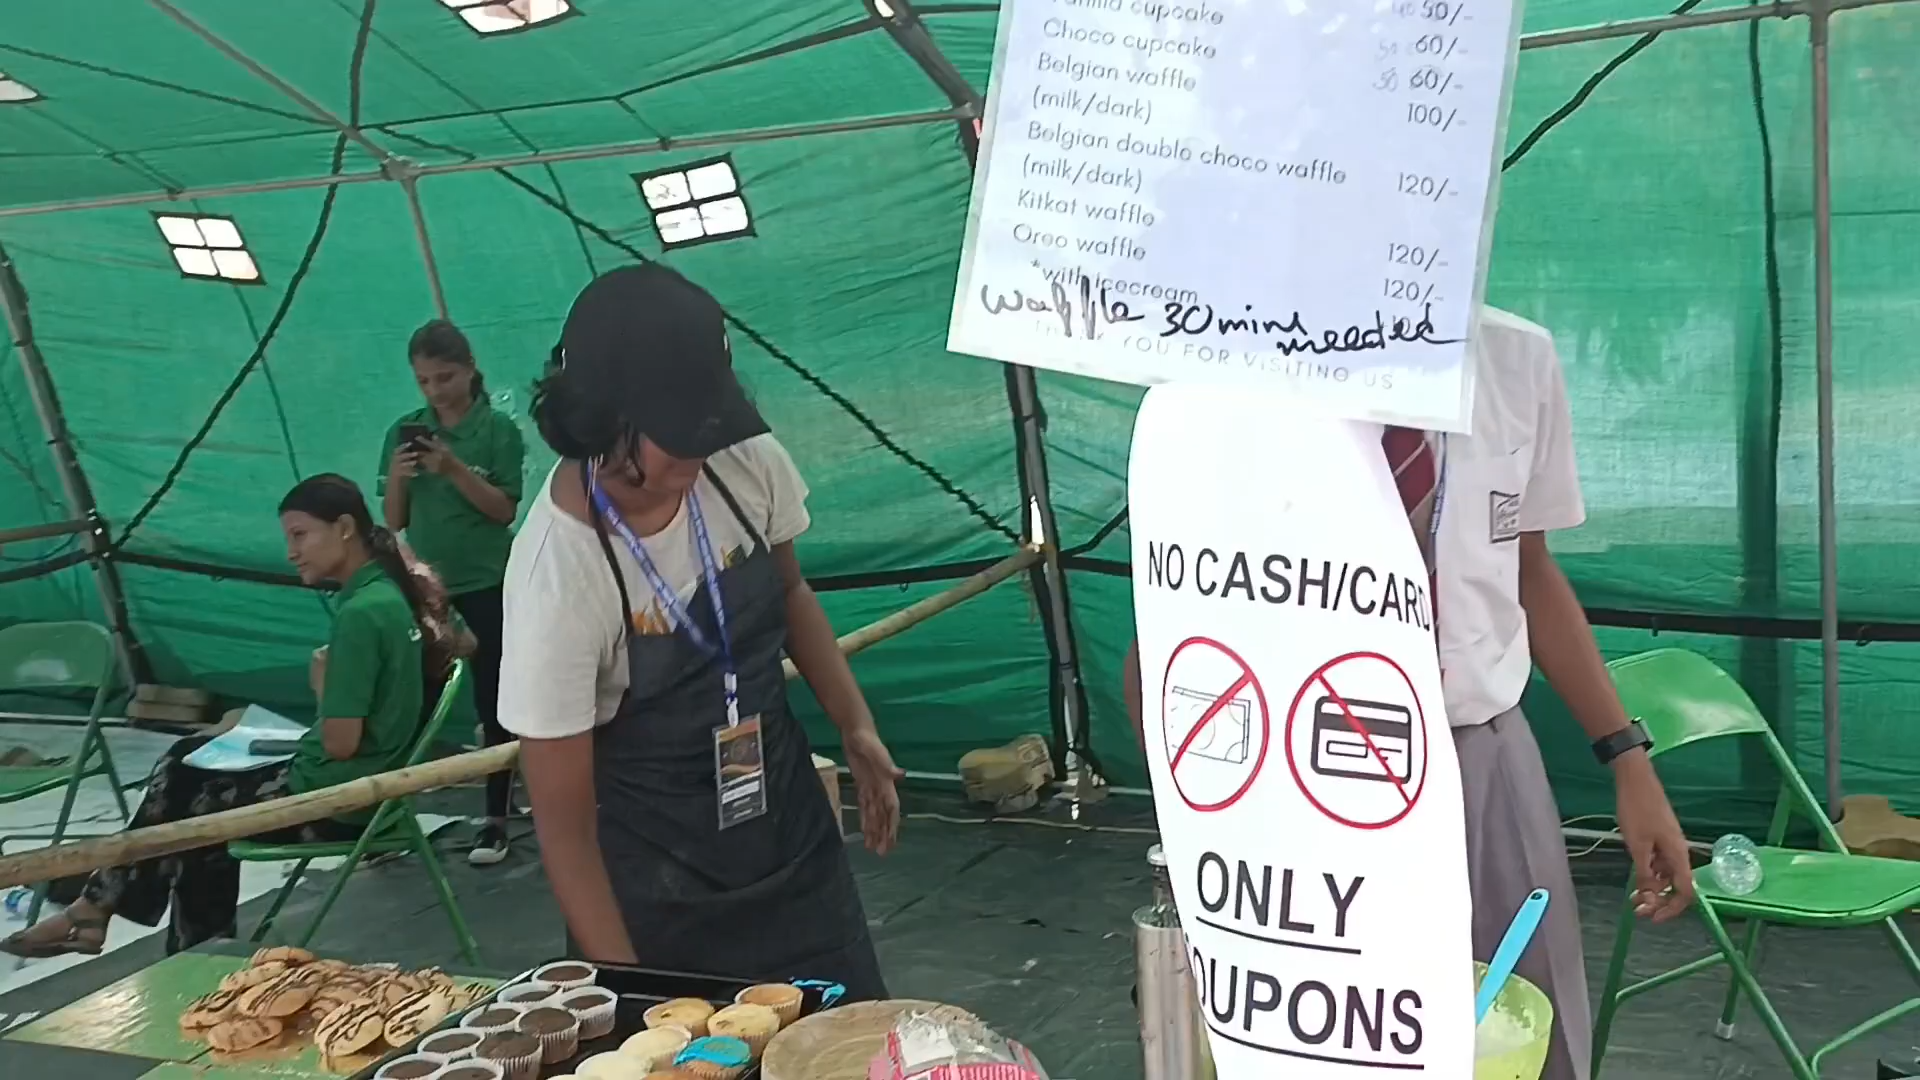 cupcake 50/-
Choco cupcake 60/-
Belgian waffle 60/-
(milk/dark) 100/-
Belgian double choco waffle
(milk/dark) 120/-
Kitkat waffle
Oreo waffle 120/-
*with icecream 120/-
waffle 30 mins needed
YOU FOR VISITING US
NO CASH/CARD
ONLY
OUPONS